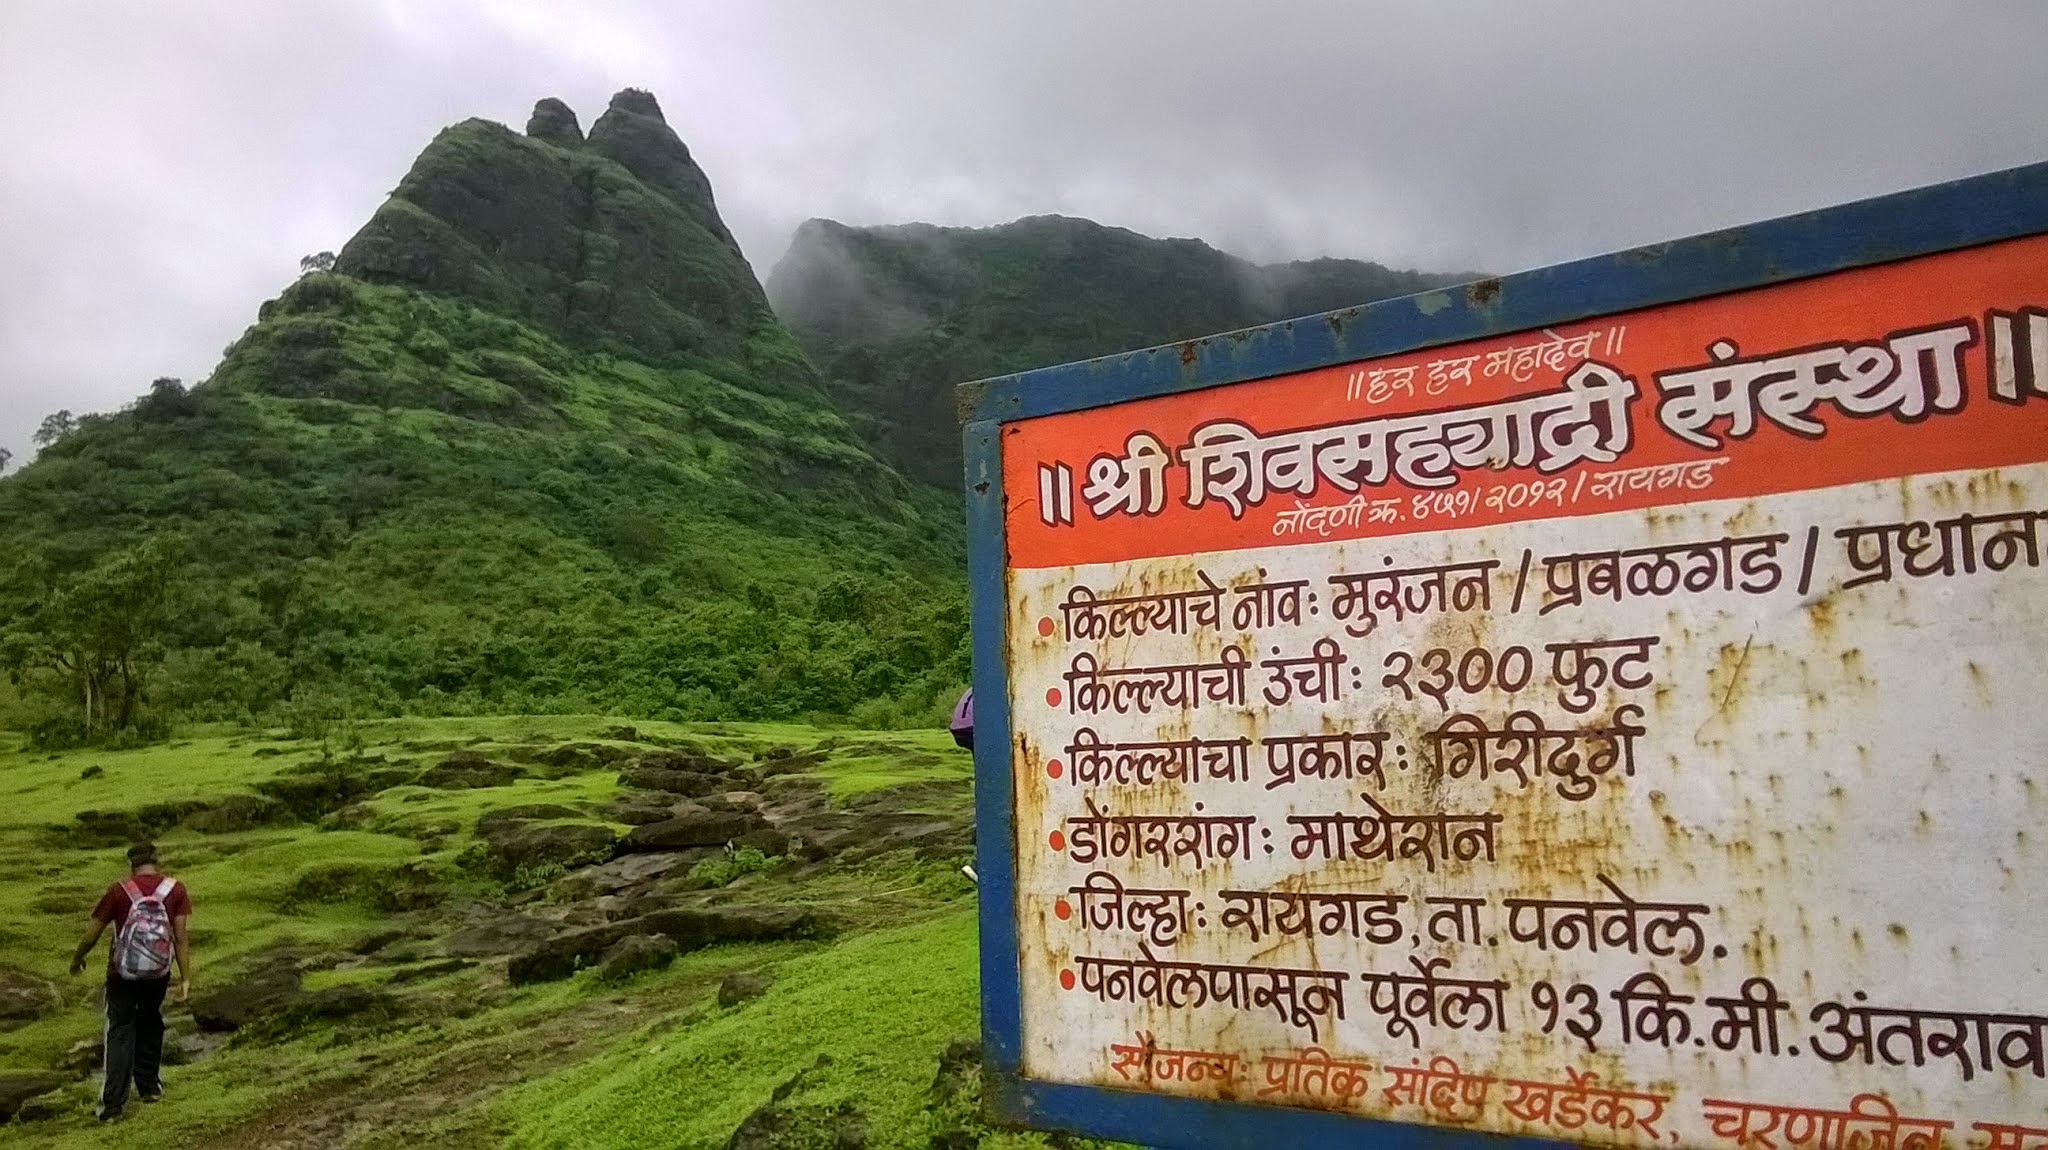 ॥ हर हर महादेव ॥
॥ श्री शिवसह्याद्री संस्था ॥
नोंदणी क्र. ४५१/२०१२/रायगड
• किल्ल्याचे नांव: मुरंजन / प्रबळगड / प्रधान
• किल्ल्याची उंची: २३०० फुट
• किल्ल्याचा प्रकार: गिरीदुर्ग
• डोंगररांग: माथेरान
• जिल्हा: रायगड, ता. पनवेल.
• पनवेलपासून पूर्वेला १३ कि.मी. अंतराव
सौजन्य: प्रतिक संदिप खर्डेकर, चरणजित